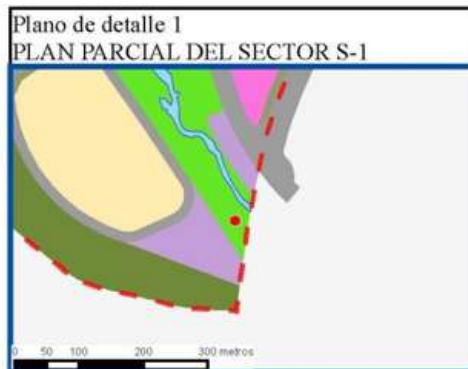 Plano de detalle 1
PLAN PARCIAL DEL SECTOR S-1
0 50 100 200 300 metros